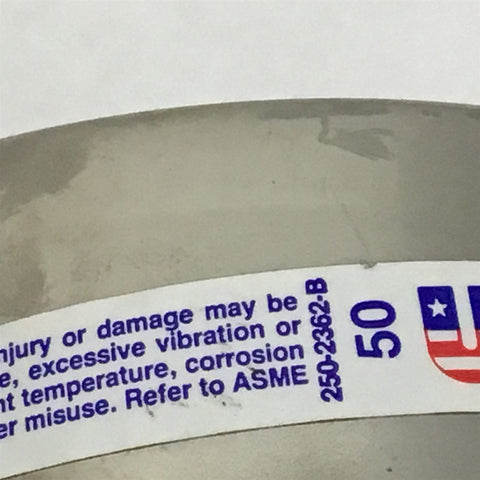 njury or damage may be
e, excessive vibration or
nt temperature, corrosion
er misuse. Refer to ASME
250-2362-B
50